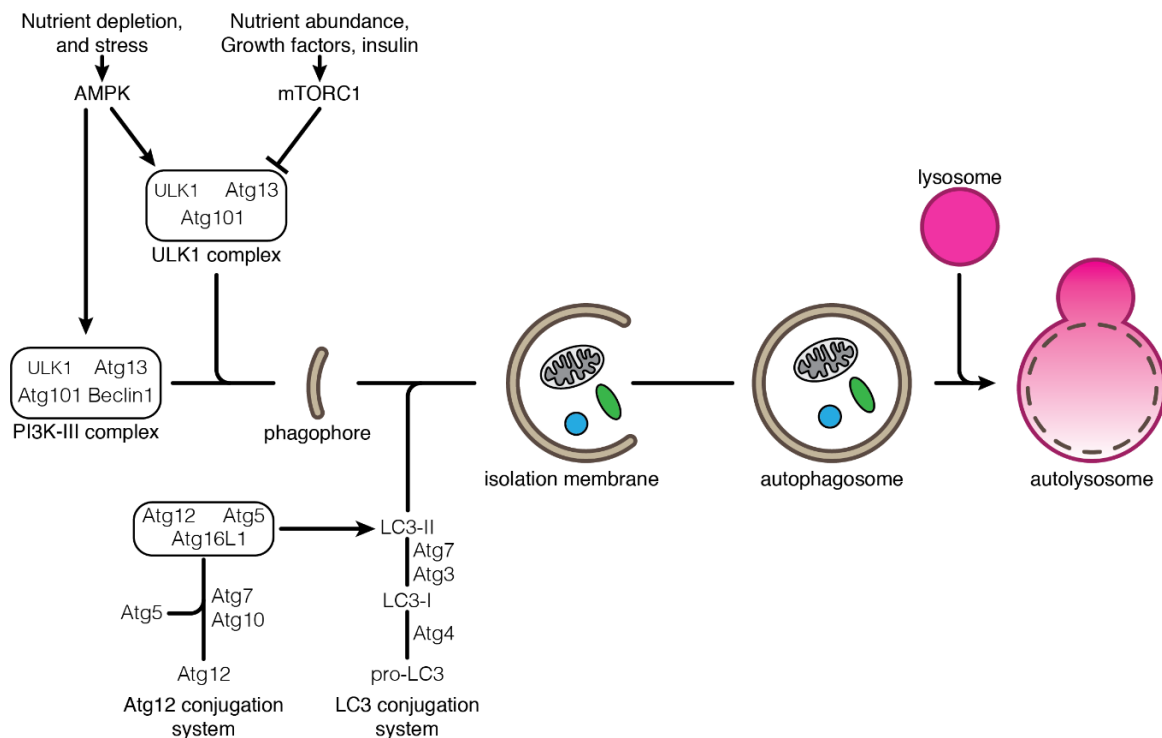 Nutrient depletion,
and stress
Nutrient abundance,
Growth factors, insulin
AMPK
mTORC1
ULK1 Atg13
Atg101
ULK1 complex
lysosome
ULK1 Atg13
Atg101 Beclin1
PI3K-III complex
phagophore
isolation membrane
autophagosome
autolysosome
Atg12 Atg5
Atg16L1
Atg5
Atg7
Atg10
Atg12
Atg12 conjugation
system
LC3-II
Atg7
Atg3
LC3-I
Atg4
pro-LC3
LC3 conjugation
system